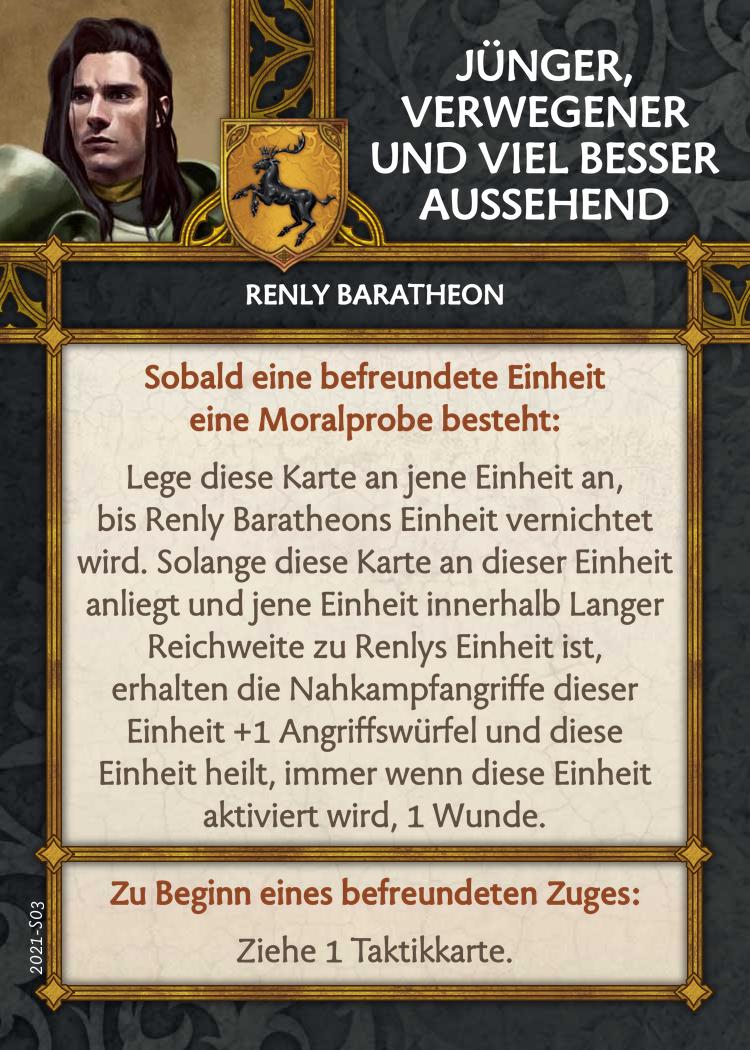 JÜNGER,
VERWEGENER
UND VIEL BESSER
AUSSEHEND
RENLY BARATHEON
Sobald eine befreundete Einheit
eine Moralprobe besteht:
Lege diese Karte an jene Einheit an,
bis Renly Baratheons Einheit vernichtet
wird. Solange diese Karte an dieser Einheit
anliegt und jene Einheit innerhalb Langer
Reichweite zu Renlys Einheit ist,
erhalten die Nahkampfangriffe dieser
Einheit +1 Angriffswürfel und diese
Einheit heilt, immer wenn diese Einheit
aktiviert wird, 1 Wunde.
Zu Beginn eines befreundeten Zuges:
Ziehe 1 Taktikkarte.
2021-S03